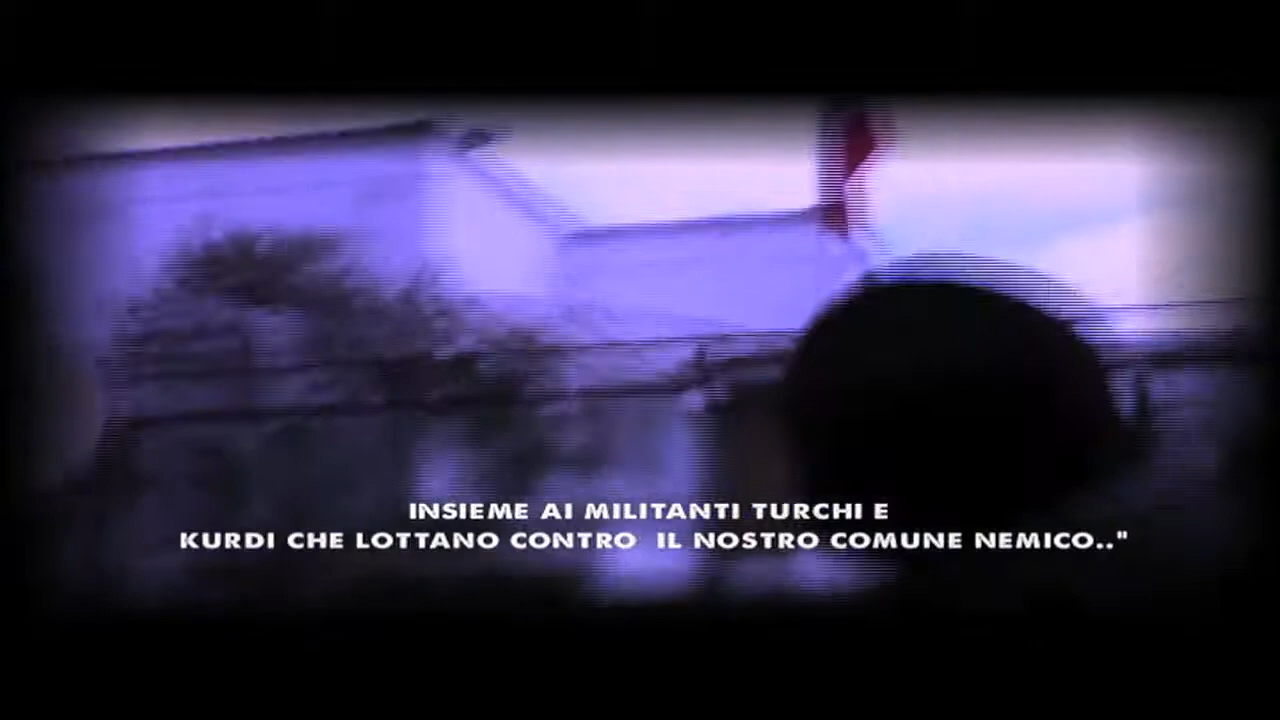 INSIEME AI MILITANTI TURCHI E
KURDI CHE LOTTANO CONTRO IL NOSTRO COMUNE NEMICO.."